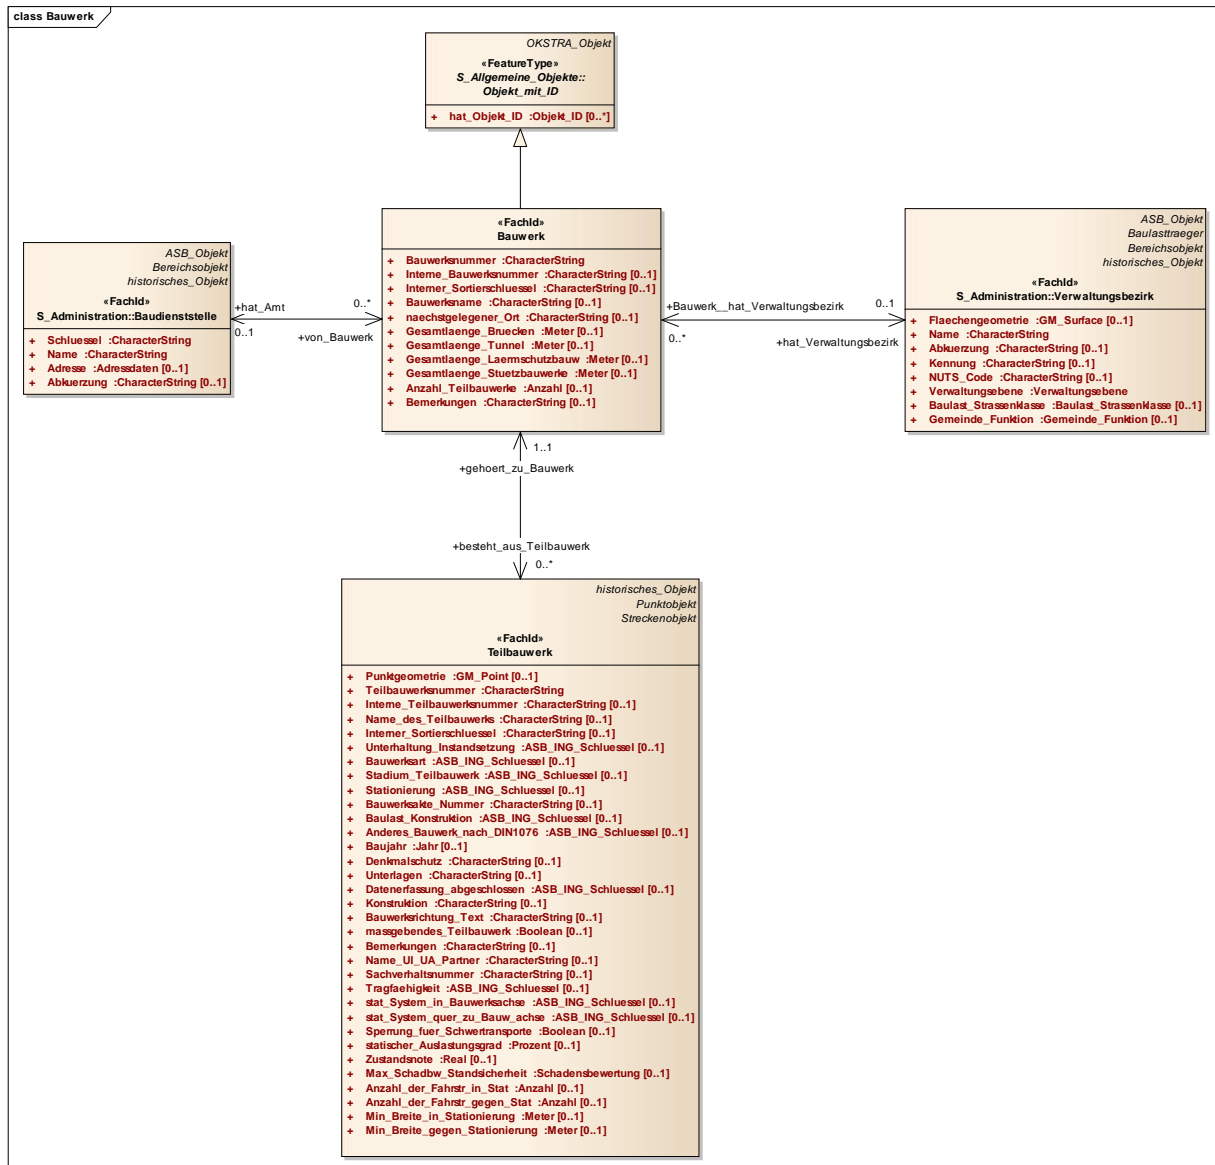 class Bauwerk
OKSTRA_Objekt
«FeatureType»
S_Allgemeine_Objekte::
Objekt_mit_ID
+ hat_Objekt_ID :Objekt_ID [0..*]
«FachId»
Bauwerk
+ Bauwerksnummer :CharacterString
+ Interne_Bauwerksnummer :CharacterString [0..1]
+ Interner_Sortierschluessel :CharacterString [0..1]
+ Bauwerksname :CharacterString [0..1]
+ naechstgelegener_Ort :CharacterString [0..1]
+ Gesamtlaenge_Bruecken :Meter [0..1]
+ Gesamtlaenge_Tunnel :Meter [0..1]
+ Gesamtlaenge_Laermschutzbauw :Meter [0..1]
+ Gesamtlaenge_Stuetzbauwerke :Meter [0..1]
+ Anzahl_Teilbauwerke :Anzahl [0..1]
+ Bemerkungen :CharacterString [0..1]
ASB_Objekt
Bereichsobjekt
historisches_Objekt
«FachId»
S_Administration::Baudienststelle
+ Schluessel :CharacterString
+ Name :CharacterString
+ Adresse :Adressdaten [0..1]
+ Abkuerzung :CharacterString [0..1]
+hat_Amt
0..1
0..*
+von_Bauwerk
+Bauwerk__hat_Verwaltungsbezirk
0..*
0..1
+hat_Verwaltungsbezirk
ASB_Objekt
Baulasttraeger
Bereichsobjekt
historisches_Objekt
«FachId»
S_Administration::Verwaltungsbezirk
+ Flaechengeometrie :GM_Surface [0..1]
+ Name :CharacterString
+ Abkuerzung :CharacterString [0..1]
+ Kennung :CharacterString [0..1]
+ NUTS_Code :CharacterString [0..1]
+ Verwaltungsebene :Verwaltungsebene
+ Baulast_Strassenklasse :Baulast_Strassenklasse [0..1]
+ Gemeinde_Funktion :Gemeinde_Funktion [0..1]
1..1
+gehoert_zu_Bauwerk
+besteht_aus_Teilbauwerk
0..*
historisches_Objekt
Punktobjekt
Streckenobjekt
«FachId»
Teilbauwerk
+ Punktgeometrie :GM_Point [0..1]
+ Teilbauwerksnummer :CharacterString
+ Interne_Teilbauwerksnummer :CharacterString [0..1]
+ Name_des_Teilbauwerks :CharacterString [0..1]
+ Interner_Sortierschluessel :CharacterString [0..1]
+ Unterhaltung_Instandsetzung :ASB_ING_Schluessel [0..1]
+ Bauwerksart :ASB_ING_Schluessel [0..1]
+ Stadium_Teilbauwerk :ASB_ING_Schluessel [0..1]
+ Stationierung :ASB_ING_Schluessel [0..1]
+ Bauwerksakte_Nummer :CharacterString [0..1]
+ Baulast_Konstruktion :ASB_ING_Schluessel [0..1]
+ Anderes_Bauwerk_nach_DIN1076 :ASB_ING_Schluessel [0..1]
+ Baujahr :Jahr [0..1]
+ Denkmalschutz :CharacterString [0..1]
+ Unterlagen :CharacterString [0..1]
+ Datenerfassung_abgeschlossen :ASB_ING_Schluessel [0..1]
+ Konstruktion :CharacterString [0..1]
+ Bauwerksrichtung_Text :CharacterString [0..1]
+ massgebendes_Teilbauwerk :Boolean [0..1]
+ Bemerkungen :CharacterString [0..1]
+ Name_UI_UA_Partner :CharacterString [0..1]
+ Sachverhaltsnummer :CharacterString [0..1]
+ Tragfaehigkeit :ASB_ING_Schluessel [0..1]
+ stat_System_in_Bauwerksachse :ASB_ING_Schluessel [0..1]
+ stat_System_quer_zu_Bauw_achse :ASB_ING_Schluessel [0..1]
+ Sperrung_fuer_Schwertransporte :Boolean [0..1]
+ statischer_Auslastungsgrad :Prozent [0..1]
+ Zustandsnote :Real [0..1]
+ Max_Schadbw_Standsicherheit :Schadensbewertung [0..1]
+ Anzahl_der_Fahrstr_in_Stat :Anzahl [0..1]
+ Anzahl_der_Fahrstr_gegen_Stat :Anzahl [0..1]
+ Min_Breite_in_Stationierung :Meter [0..1]
+ Min_Breite_gegen_Stationierung :Meter [0..1]